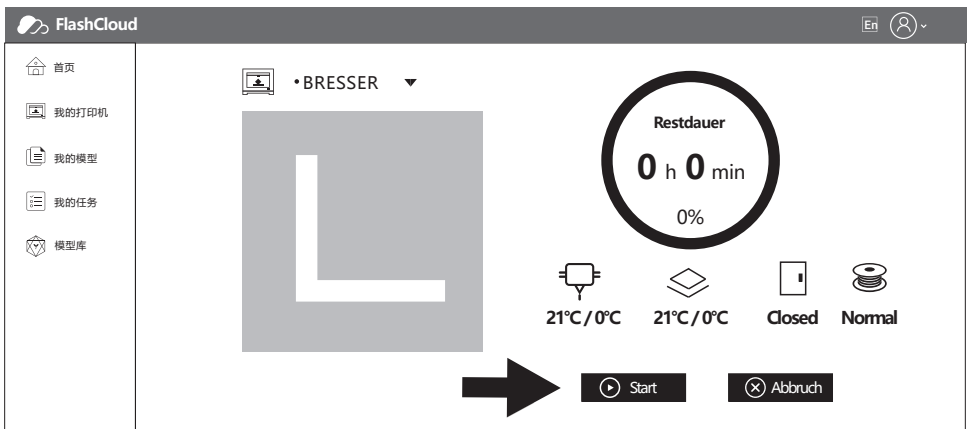 FlashCloud
En
首页
我的打印机
我的模型
我的任务
模型库
•BRESSER
Restdauer
0 h 0 min
0%
21°C / 0°C
21°C / 0°C
Closed
Normal
Start
Abbruch